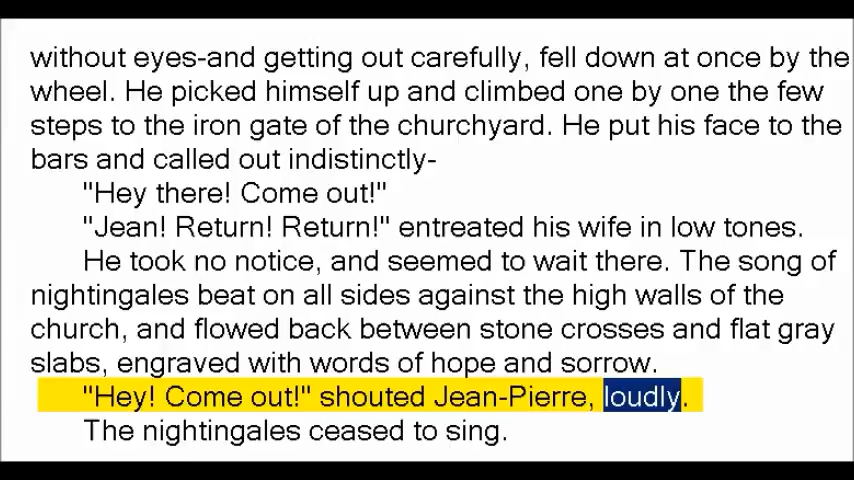 without eyes-and getting out carefully, fell down at once by the
wheel. He picked himself up and climbed one by one the few
steps to the iron gate of the churchyard. He put his face to the
bars and called out indistinctly-
"Hey there! Come out!"
"Jean! Return! Return!" entreated his wife in low tones.
He took no notice, and seemed to wait there. The song of
nightingales beat on all sides against the high walls of the
church, and flowed back between stone crosses and flat gray
slabs, engraved with words of hope and sorrow.
"Hey! Come out!" shouted Jean-Pierre, loudly.
The nightingales ceased to sing.